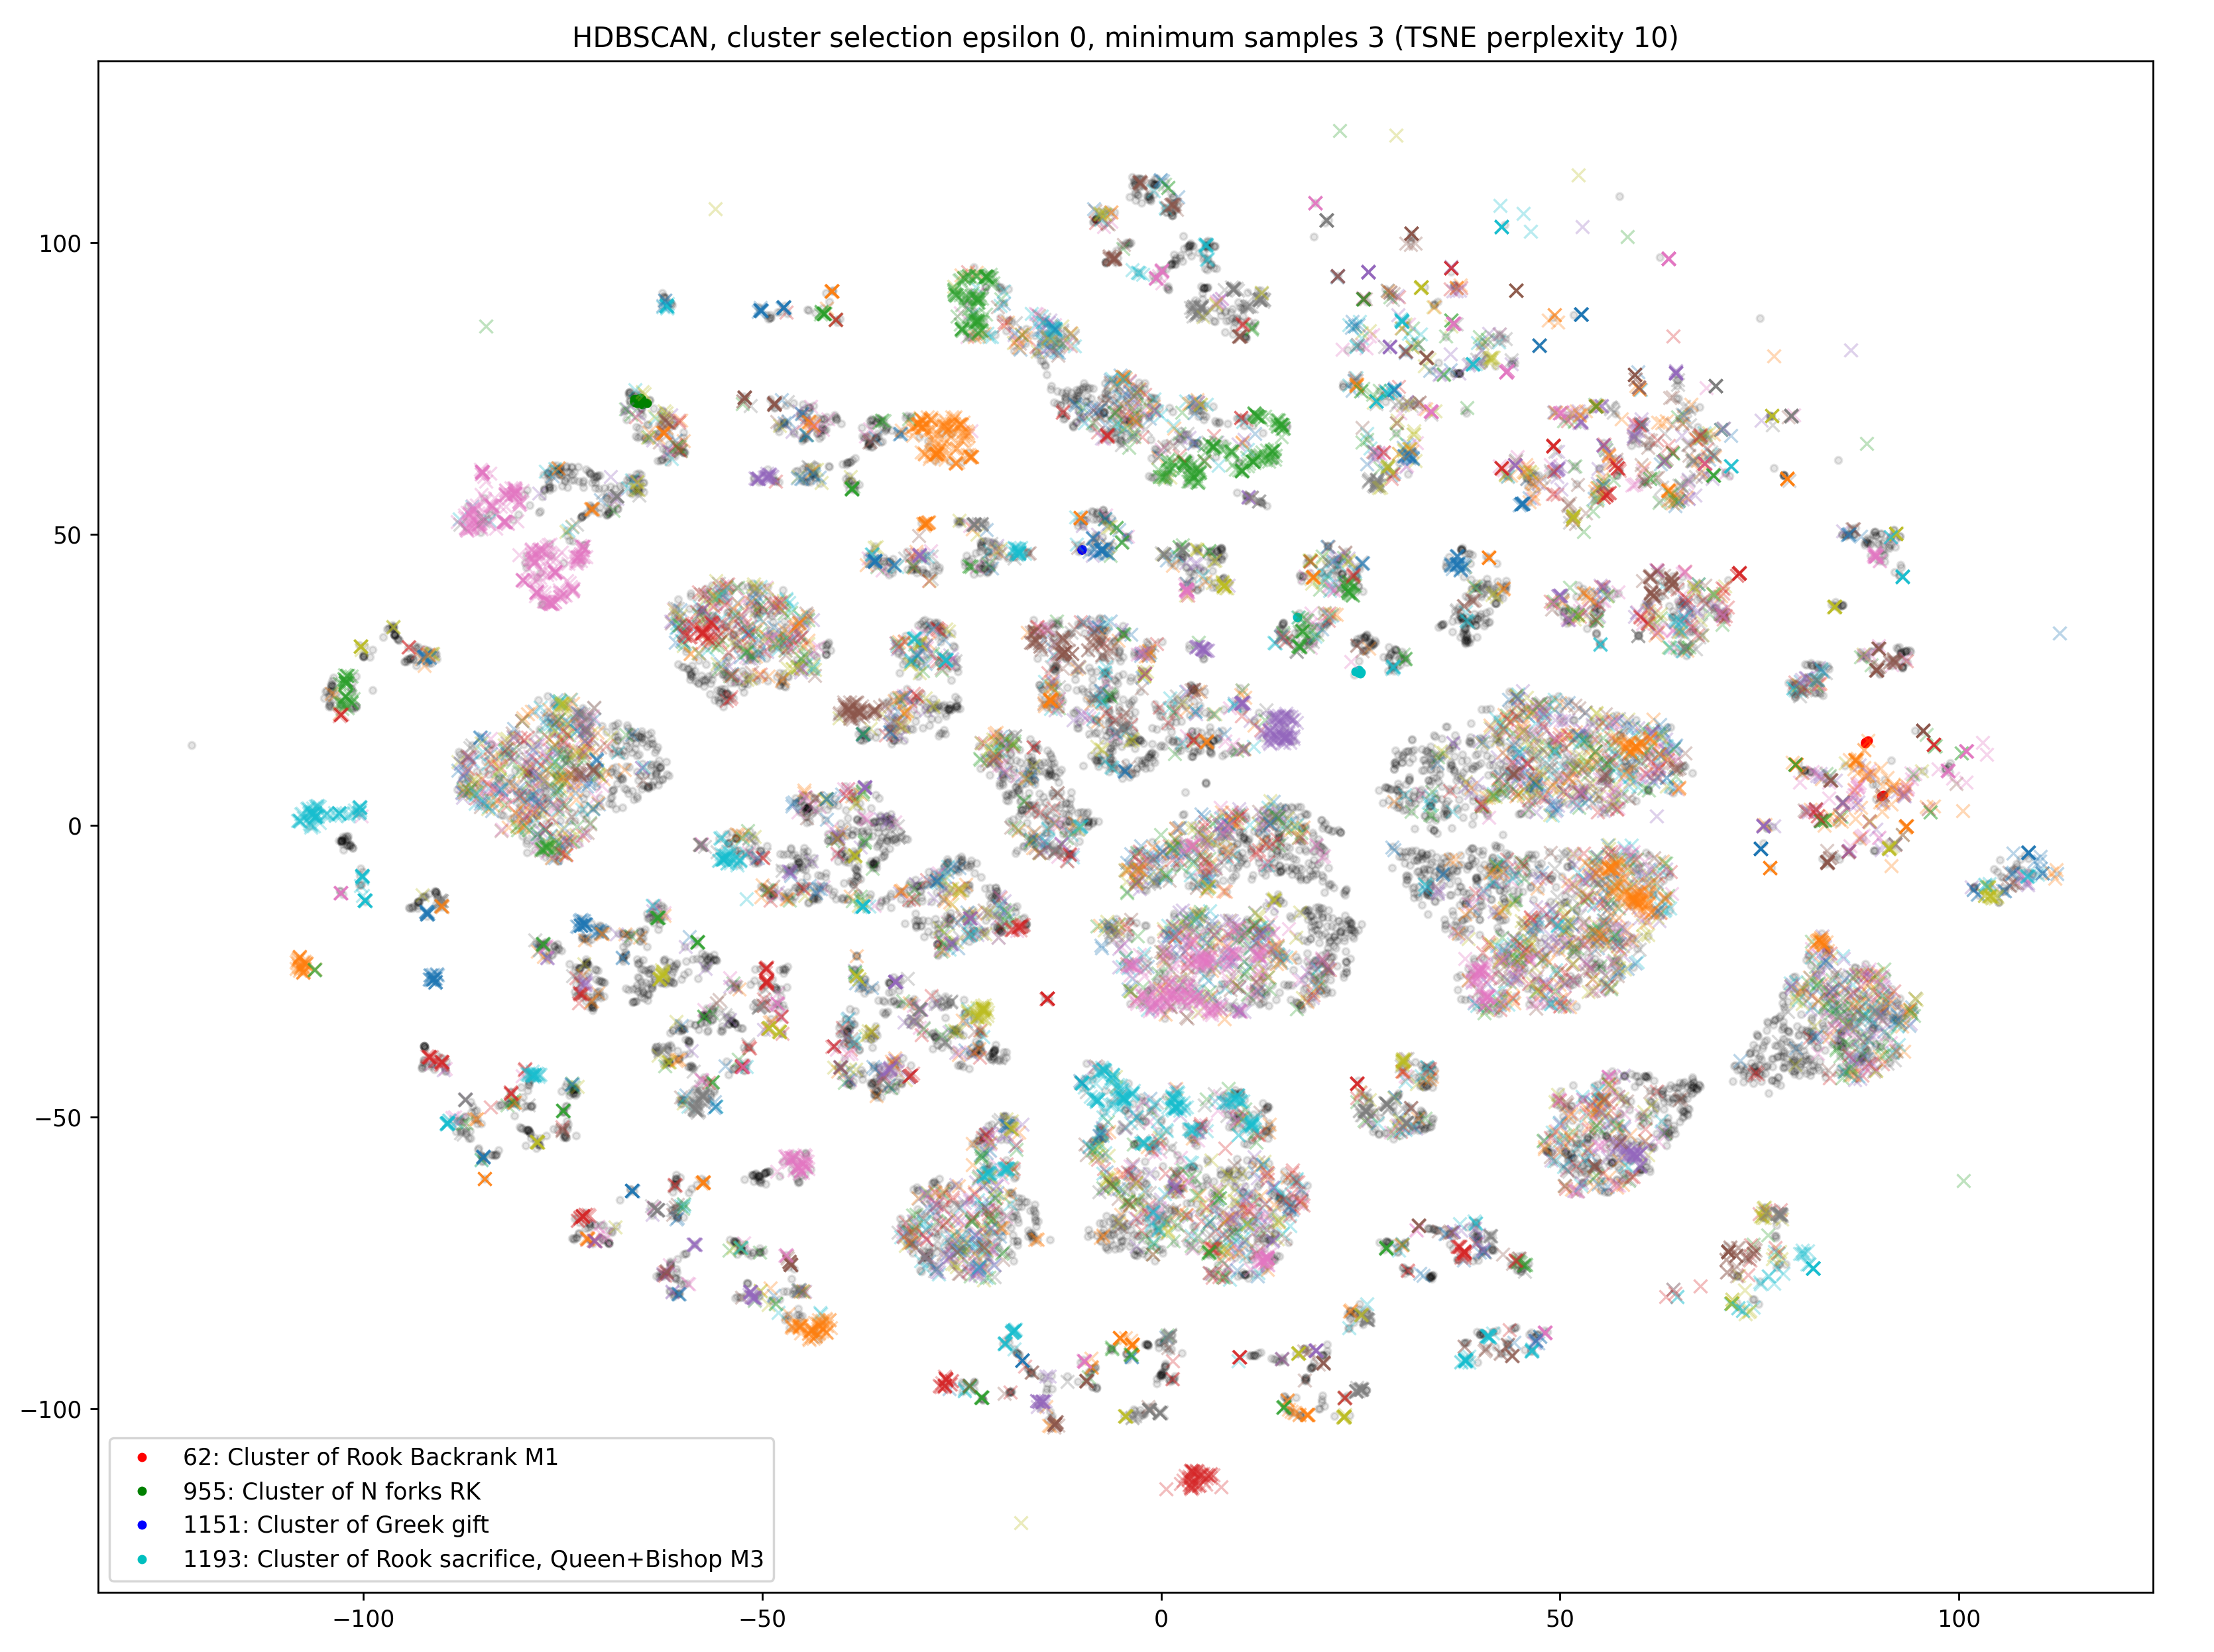 HDBSCAN, cluster selection epsilon 0, minimum samples 3 (TSNE perplexity 10)
100
50
0
−50
−100
62: Cluster of Rook Backrank M1
955: Cluster of N forks RK
1151: Cluster of Greek gift
1193: Cluster of Rook sacrifice, Queen+Bishop M3
−100 −50 0 50 100